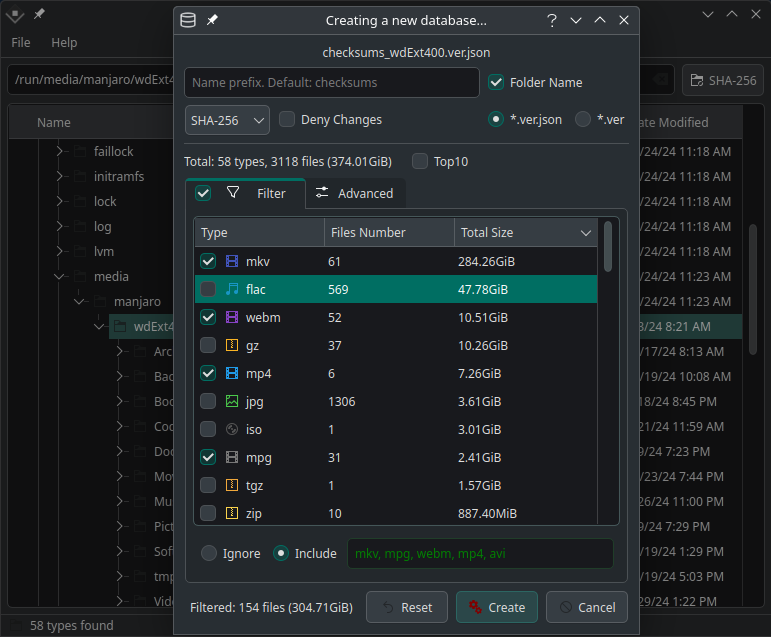 Creating a new database...
File Help
checksums_wdExt400.ver.json
/run/media/manjaro/wdExt4
Name prefix. Default: checksums
Folder Name
SHA-256
SHA-256
Deny Changes
*.ver.json
*.ver
Name
ate Modified
Total: 58 types, 3118 files (374.01GiB)
Top10
Filter
Advanced
Type Files Number Total Size
mkv 61 284.26GiB
flac 569 47.78GiB
webm 52 10.51GiB
gz 37 10.26GiB
mp4 6 7.26GiB
jpg 1306 3.61GiB
iso 1 3.01GiB
mpg 31 2.41GiB
tgz 1 1.57GiB
zip 10 887.40MiB
Ignore
Include
mkv, mpg, webm, mp4, avi
Filtered: 154 files (304.71GiB)
Reset
Create
Cancel
faillock
initramfs
lock
log
lvm
media
manjaro
wdExt4
Arc
Bac
Boo
Coo
Doc
Mov
Mus
Pict
Soft
tmp
Vide
/24/24 11:18 AM
/24/24 11:18 AM
/24/24 11:18 AM
/24/24 11:18 AM
/24/24 11:18 AM
/24/24 11:23 AM
/24/24 11:23 AM
8/24 8:21 AM
/17/24 8:13 AM
/19/24 10:08 AM
18/24 8:45 PM
21/24 11:59 AM
9/24 7:23 PM
/23/24 7:44 PM
26/24 11:00 PM
9/24 7:29 PM
/19/24 1:29 PM
/19/24 5:03 PM
29/24 1:22 PM
58 types found